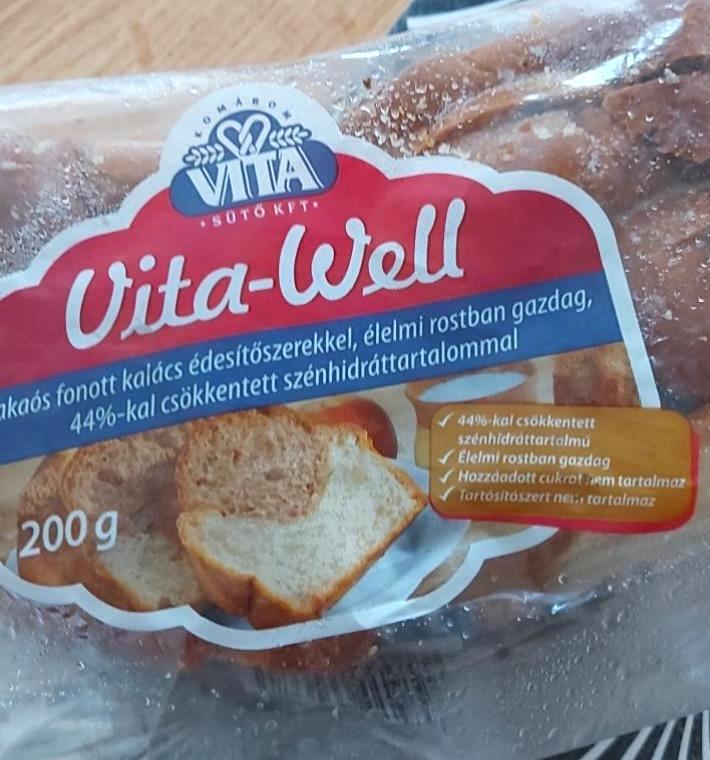 KOMÁROM
VITA
SÜTŐ KFT
Vita-Well
akaós fonott kalács édesítőszerekkel, élelmi rostban gazdag,
44%-kal csökkentett szénhidráttartalommal
✓ 44%-kal csökkentett
szénhidráttartalmú
✓ Élelmi rostban gazdag
✓ Hozzáadott cukrot nem tartalmaz
✓ Tartósítószert nem tartalmaz
200 g